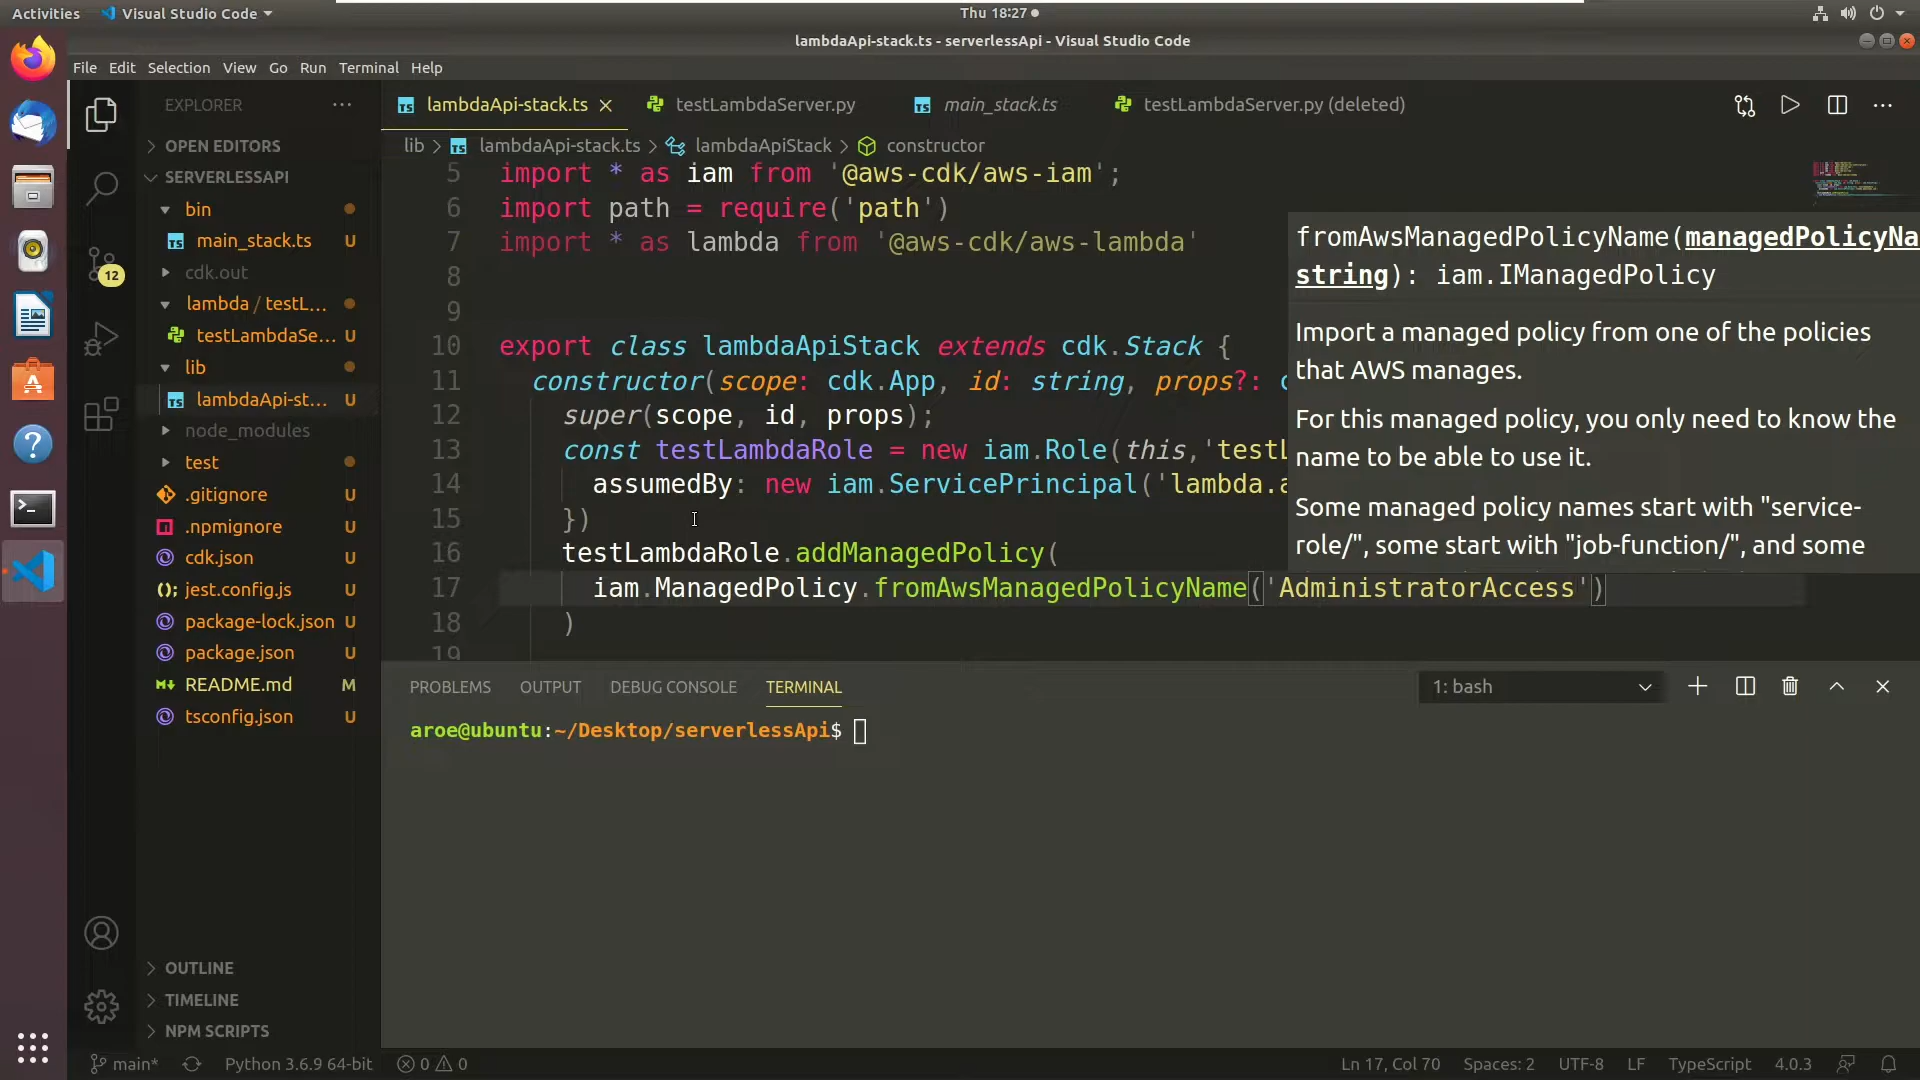 Activities
Visual Studio Code
Thu 18:27
lambdaApi-stack.ts - serverlessApi - Visual Studio Code
File Edit Selection View Go Run Terminal Help
EXPLORER
OPEN EDITORS
SERVERLESSAPI
bin
main_stack.ts U
cdk.out
lambda / testL...
testLambdaSe... U
lib
lambdaApi-st... U
node_modules
test
.gitignore U
.npmignore U
cdk.json U
jest.config.js U
package-lock.json U
package.json U
README.md M
tsconfig.json U
OUTLINE
TIMELINE
NPM SCRIPTS
12
lambdaApi-stack.ts testLambdaServer.py main_stack.ts testLambdaServer.py (deleted)
lib > lambdaApi-stack.ts > lambdaApiStack > constructor
5 import * as iam from '@aws-cdk/aws-iam';
6 import path = require('path')
7 import * as lambda from '@aws-cdk/aws-lambda'
8
9
10 export class lambdaApiStack extends cdk.Stack {
11 constructor(scope: cdk.App, id: string, props?: c
12 super(scope, id, props);
13 const testLambdaRole = new iam.Role(this,'testL
14 assumedBy: new iam.ServicePrincipal('lambda.a
15 })
16 testLambdaRole.addManagedPolicy(
17 iam.ManagedPolicy.fromAwsManagedPolicyName('AdministratorAccess')
18 )
19
fromAwsManagedPolicyName(managedPolicyNa
string): iam.IManagedPolicy
Import a managed policy from one of the policies
that AWS manages.
For this managed policy, you only need to know the
name to be able to use it.
Some managed policy names start with "service-
role/", some start with "job-function/", and some
PROBLEMS OUTPUT DEBUG CONSOLE TERMINAL
1: bash
aroe@ubuntu:~/Desktop/serverlessApi$
main* Python 3.6.9 64-bit 0 0
Ln 17, Col 70 Spaces: 2 UTF-8 LF TypeScript 4.0.3